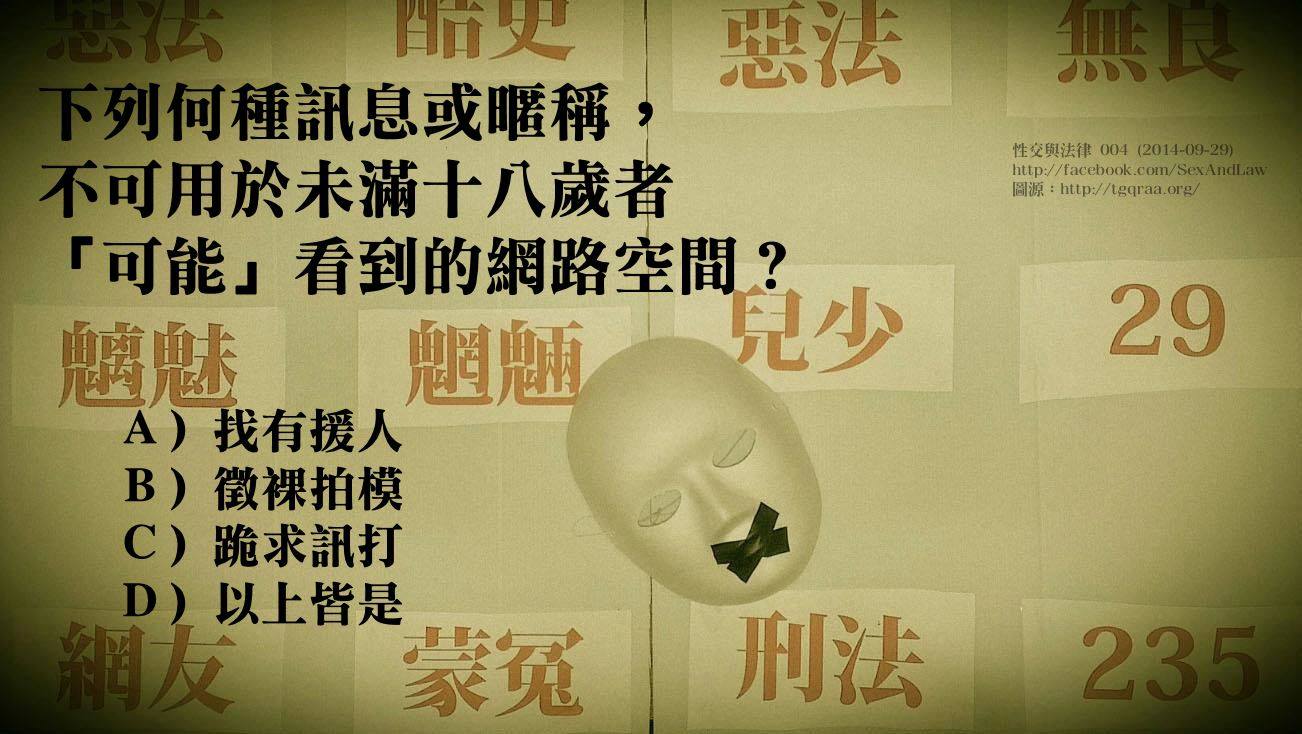 惡法 酷吏 惡法 無良
下列何種訊息或暱稱，
不可用於未滿十八歲者
「可能」看到的網路空間？
性交與法律 004 (2014-09-29)
http://facebook.com/SexAndLaw
圖源：http://tgqraa.org/
魑魅 魍魎 兒少 29
A）找有援人
B）徵裸拍模
C）跪求訊打
D）以上皆是
網友 蒙冤 刑法 235